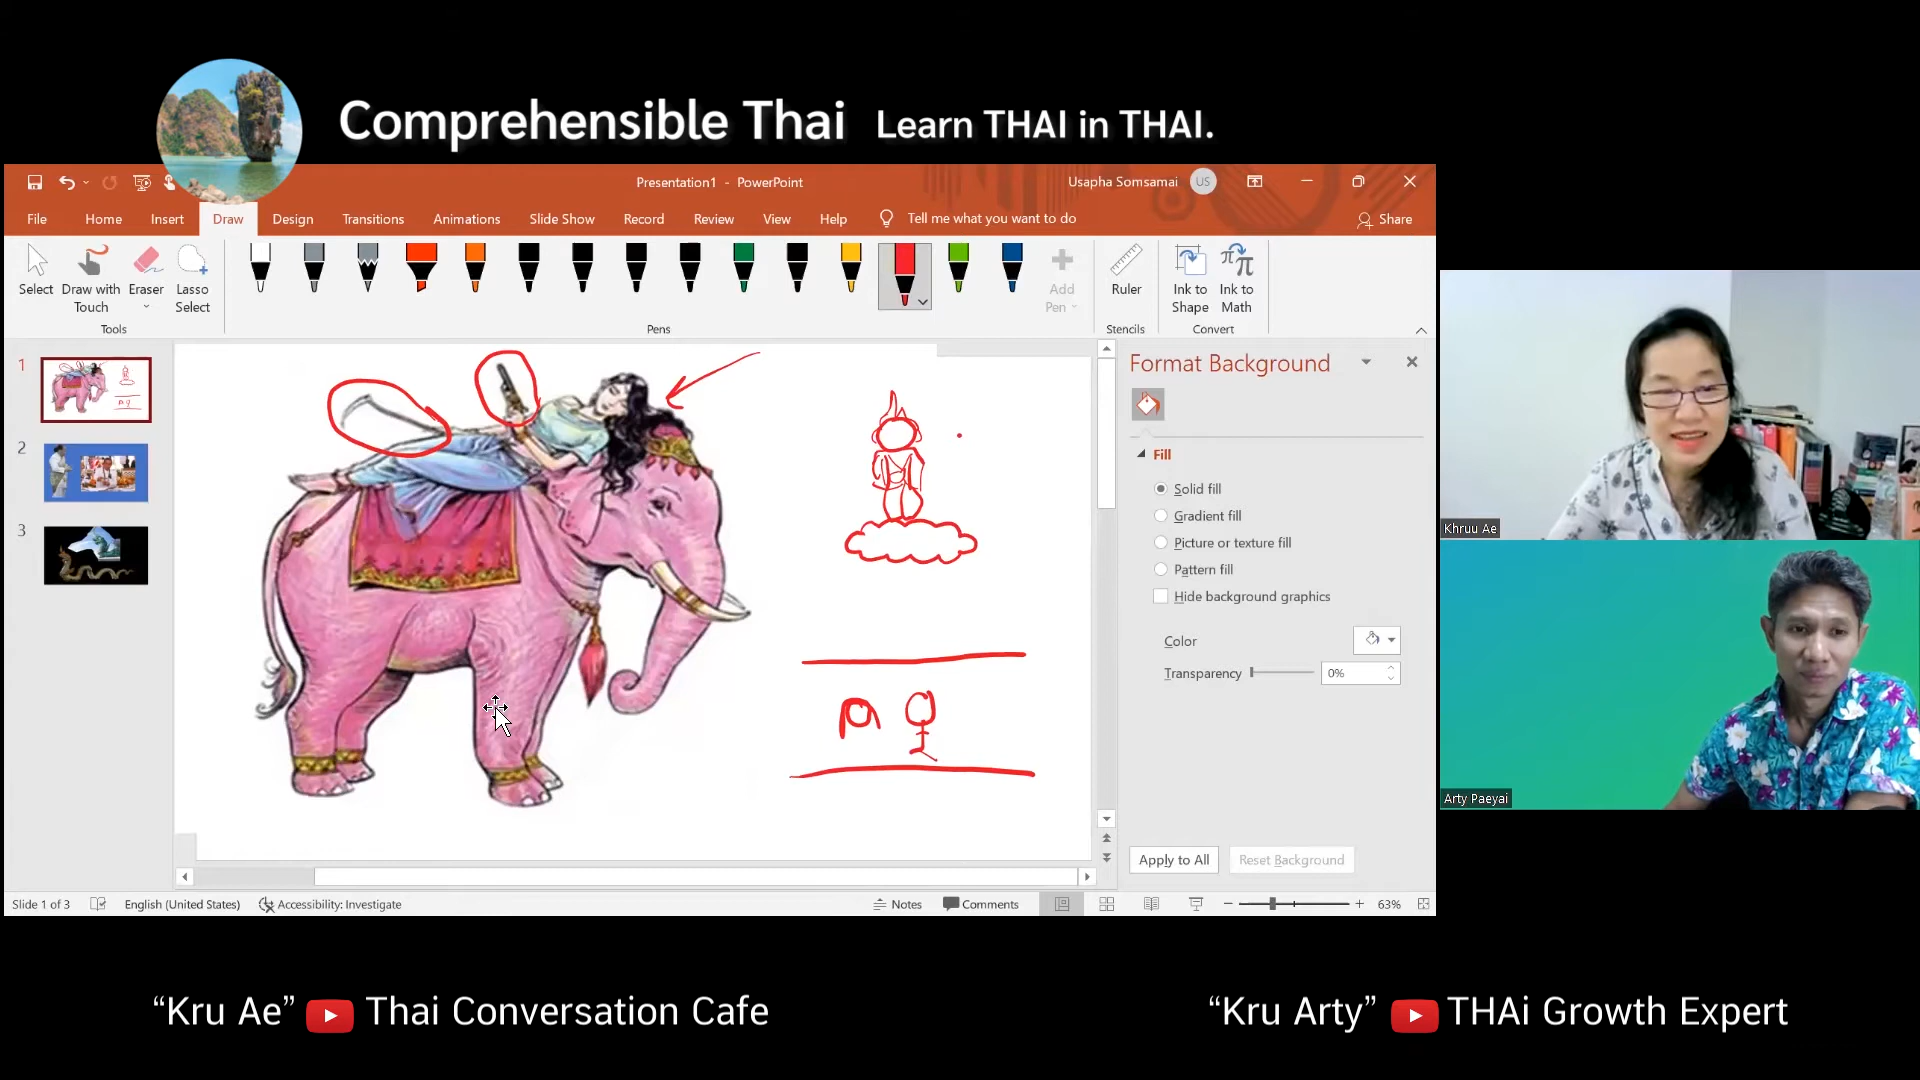 Comprehensible Thai Learn THAI in THAI.
Presentation1 - PowerPoint
Usapha Somsamai US
File Home Insert Draw Design Transitions Animations Slide Show Record Review View Help Tell me what you want to do Share
Select
Draw with Touch
Eraser
Lasso Select
Add Pen
Ruler
Ink to Shape
Ink to Math
Tools Pens Stencils Convert
1
2
3
Format Background
Fill
Solid fill
Gradient fill
Picture or texture fill
Pattern fill
Hide background graphics
Color
Transparency 0%
Apply to All Reset Background
Khruu Ae
Arty Paeyai
Slide 1 of 3 English (United States) Accessibility: Investigate Notes Comments 63%
“Kru Ae” Thai Conversation Cafe
“Kru Arty” THAi Growth Expert